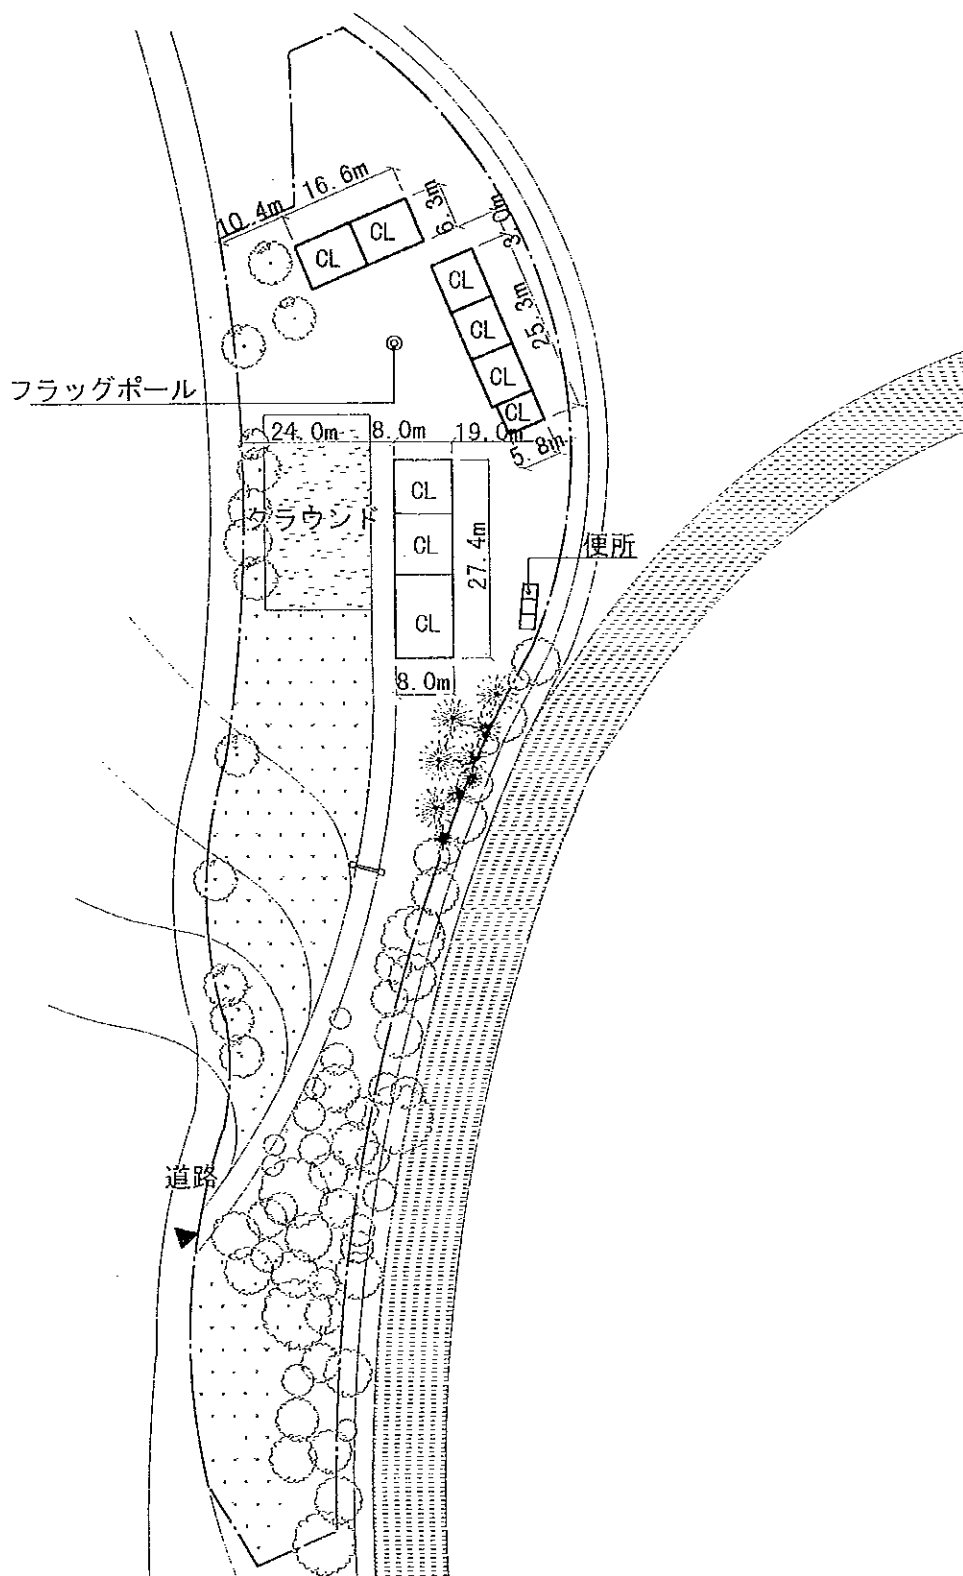 16.6m
10.4m
6.3m
3.0m
CL
CL
CL
CL
CL
CL
25.3m
フラッグポール
24.0m
8.0m
19.0m
5.8m
CL
グラウンド
CL
27.4m
便所
CL
8.0m
道路